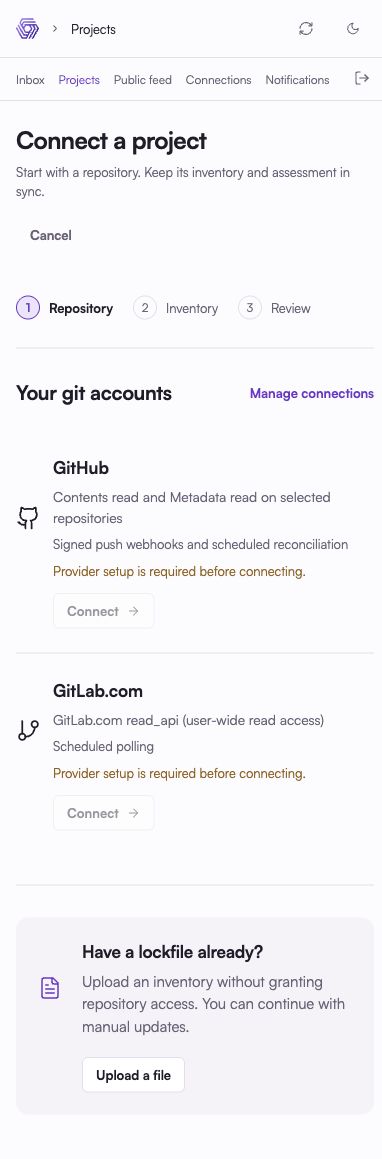 Projects
Inbox Projects Public feed Connections Notifications
Connect a project
Start with a repository. Keep its inventory and assessment in
sync.
Cancel
1 Repository 2 Inventory 3 Review
Your git accounts Manage connections
GitHub
Contents read and Metadata read on selected
repositories
Signed push webhooks and scheduled reconciliation
Provider setup is required before connecting.
Connect
GitLab.com
GitLab.com read_api (user-wide read access)
Scheduled polling
Provider setup is required before connecting.
Connect
Have a lockfile already?
Upload an inventory without granting
repository access. You can continue with
manual updates.
Upload a file